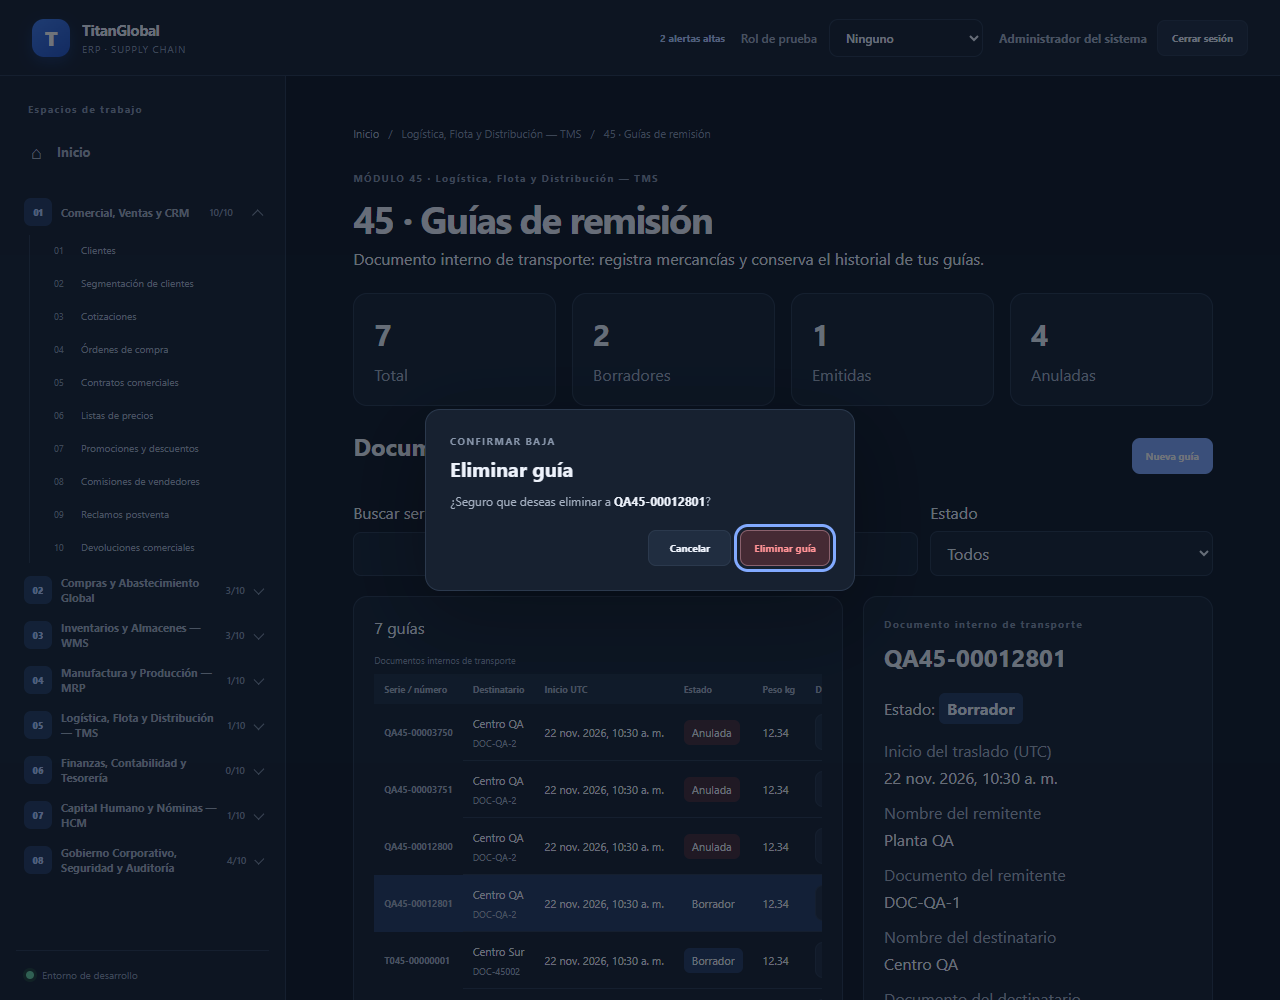 T
TitanGlobal
ERP · SUPPLY CHAIN
2 alertas altas
Rol de prueba
Ninguno
Administrador del sistema
Cerrar sesión
Espacios de trabajo
Inicio
01 Comercial, Ventas y CRM 10/10
01 Clientes
02 Segmentación de clientes
03 Cotizaciones
04 Órdenes de compra
05 Contratos comerciales
06 Listas de precios
07 Promociones y descuentos
08 Comisiones de vendedores
09 Reclamos postventa
10 Devoluciones comerciales
02 Compras y Abastecimiento
Global 3/10
03 Inventarios y Almacenes —
WMS 3/10
04 Manufactura y Producción —
MRP 1/10
05 Logística, Flota y Distribución
— TMS 1/10
06 Finanzas, Contabilidad y
Tesorería 0/10
07 Capital Humano y Nóminas —
HCM 1/10
08 Gobierno Corporativo,
Seguridad y Auditoría 4/10
Entorno de desarrollo
Inicio / Logística, Flota y Distribución — TMS / 45 · Guías de remisión
MÓDULO 45 · Logística, Flota y Distribución — TMS
45 · Guías de remisión
Documento interno de transporte: registra mercancías y conserva el historial de tus guías.
7
Total
2
Borradores
1
Emitidas
4
Anuladas
Docum
Nueva guía
Buscar ser
Estado
Todos
CONFIRMAR BAJA
Eliminar guía
¿Seguro que deseas eliminar a QA45-00012801?
Cancelar
Eliminar guía
7 guías
Documentos internos de transporte
Serie / número Destinatario Inicio UTC Estado Peso kg D
QA45-00003750 Centro QA
DOC-QA-2 22 nov. 2026, 10:30 a. m. Anulada 12.34
QA45-00003751 Centro QA
DOC-QA-2 22 nov. 2026, 10:30 a. m. Anulada 12.34
QA45-00012800 Centro QA
DOC-QA-2 22 nov. 2026, 10:30 a. m. Anulada 12.34
QA45-00012801 Centro QA
DOC-QA-2 22 nov. 2026, 10:30 a. m. Borrador 12.34
T045-00000001 Centro Sur
DOC-45002 22 nov. 2026, 10:30 a. m. Borrador 12.34
Documento interno de transporte
QA45-00012801
Estado: Borrador
Inicio del traslado (UTC)
22 nov. 2026, 10:30 a. m.
Nombre del remitente
Planta QA
Documento del remitente
DOC-QA-1
Nombre del destinatario
Centro QA
Documento del destinatario